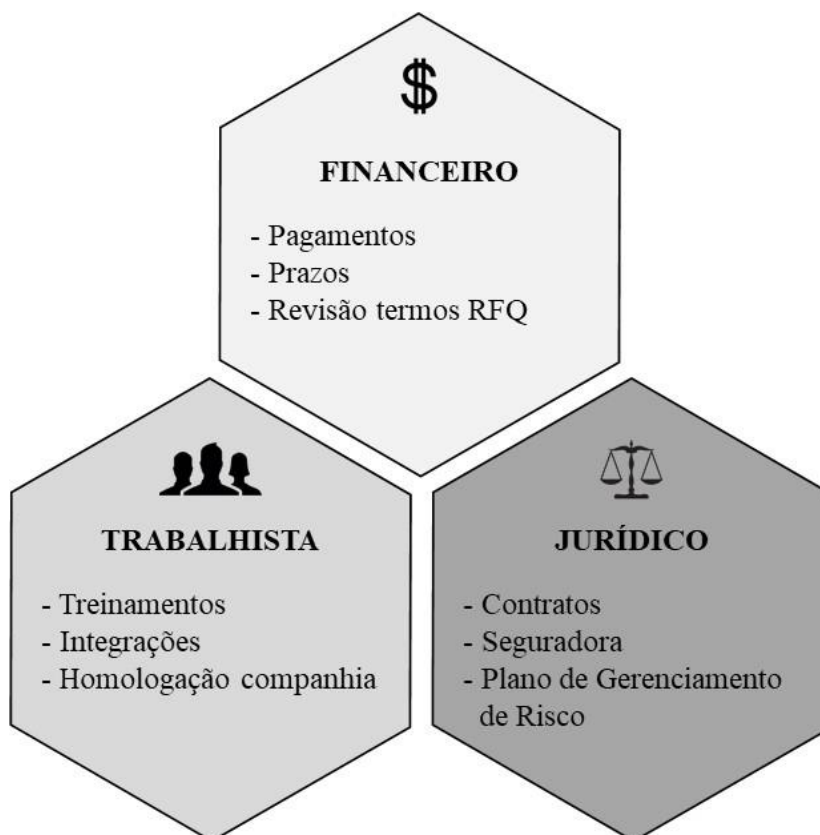 $
FINANCEIRO
- Pagamentos
- Prazos
- Revisão termos RFQ
TRABALHISTA
- Treinamentos
- Integrações
- Homologação companhia
JURÍDICO
- Contratos
- Seguradora
- Plano de Gerenciamento
de Risco